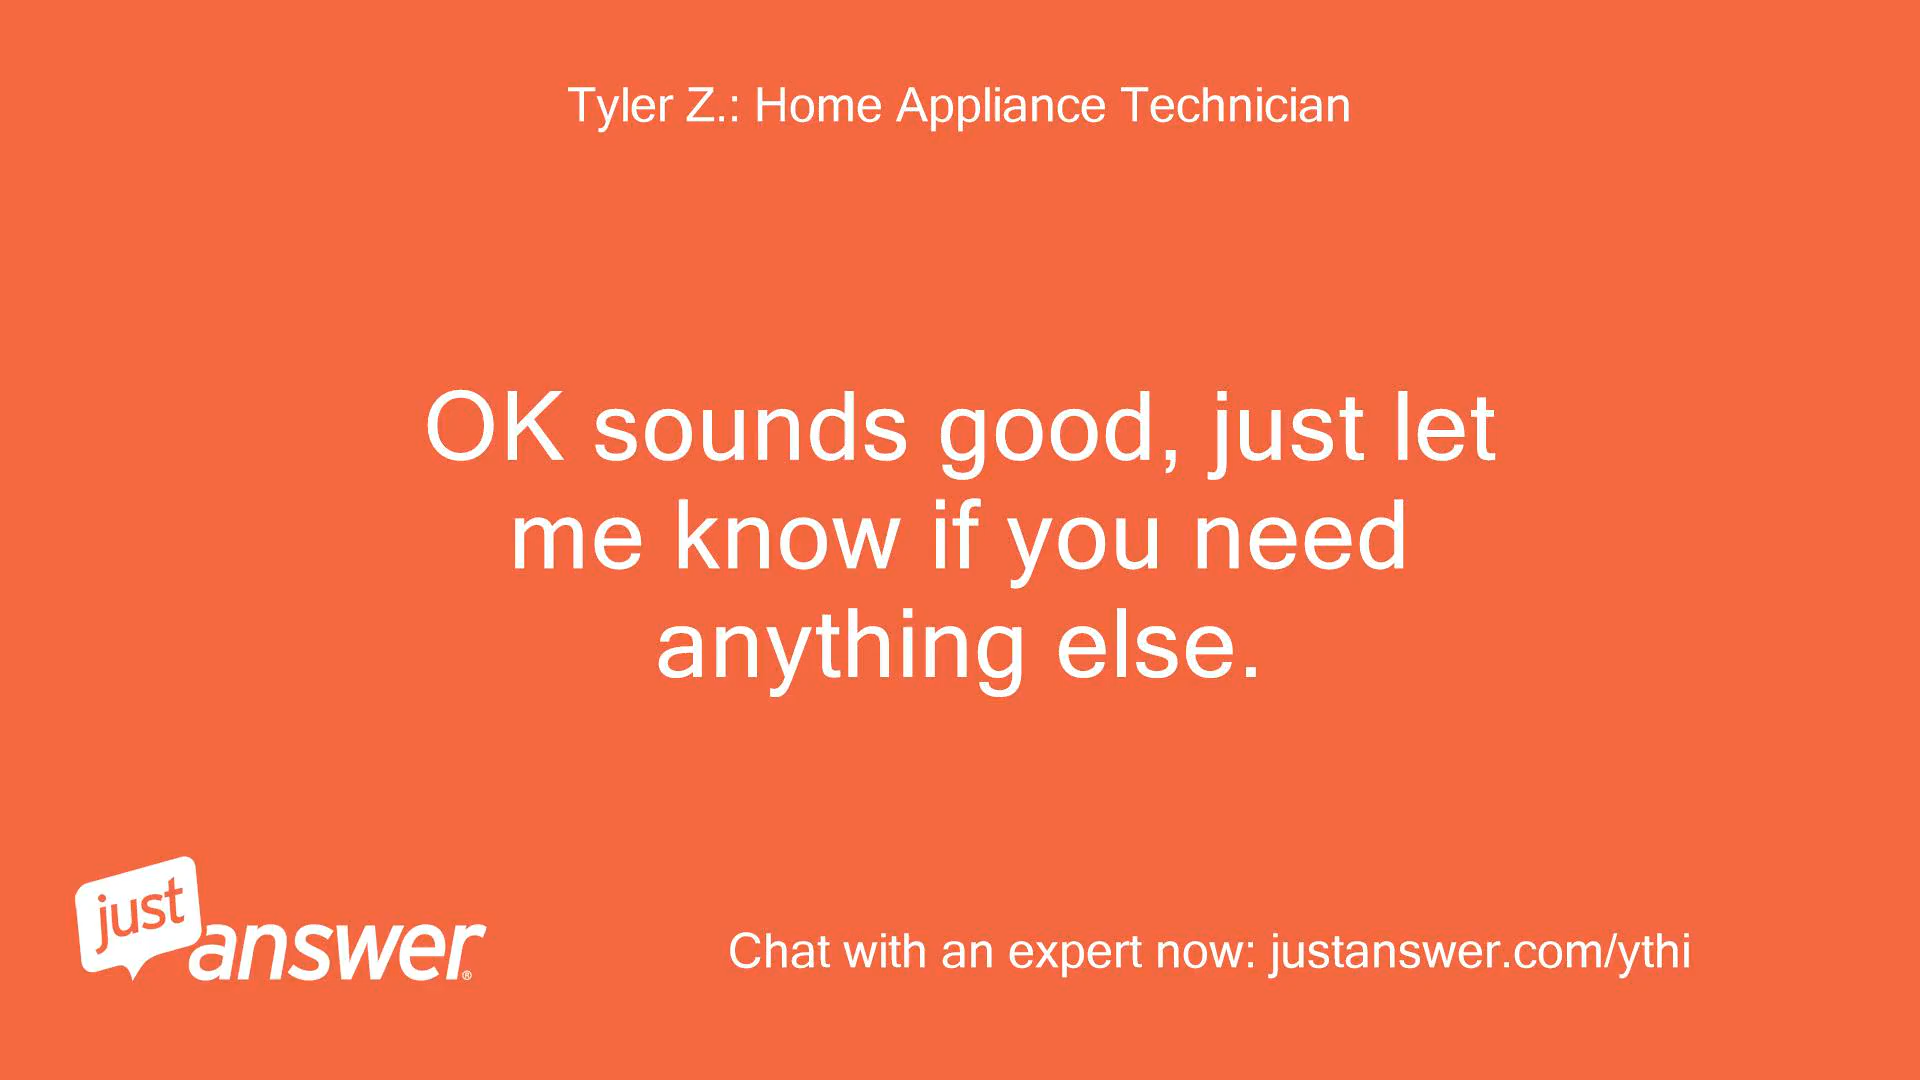 Tyler Z.: Home Appliance Technician
OK sounds good, just let
me know if you need
anything else.
just
answer®
Chat with an expert now: justanswer.com/ythi